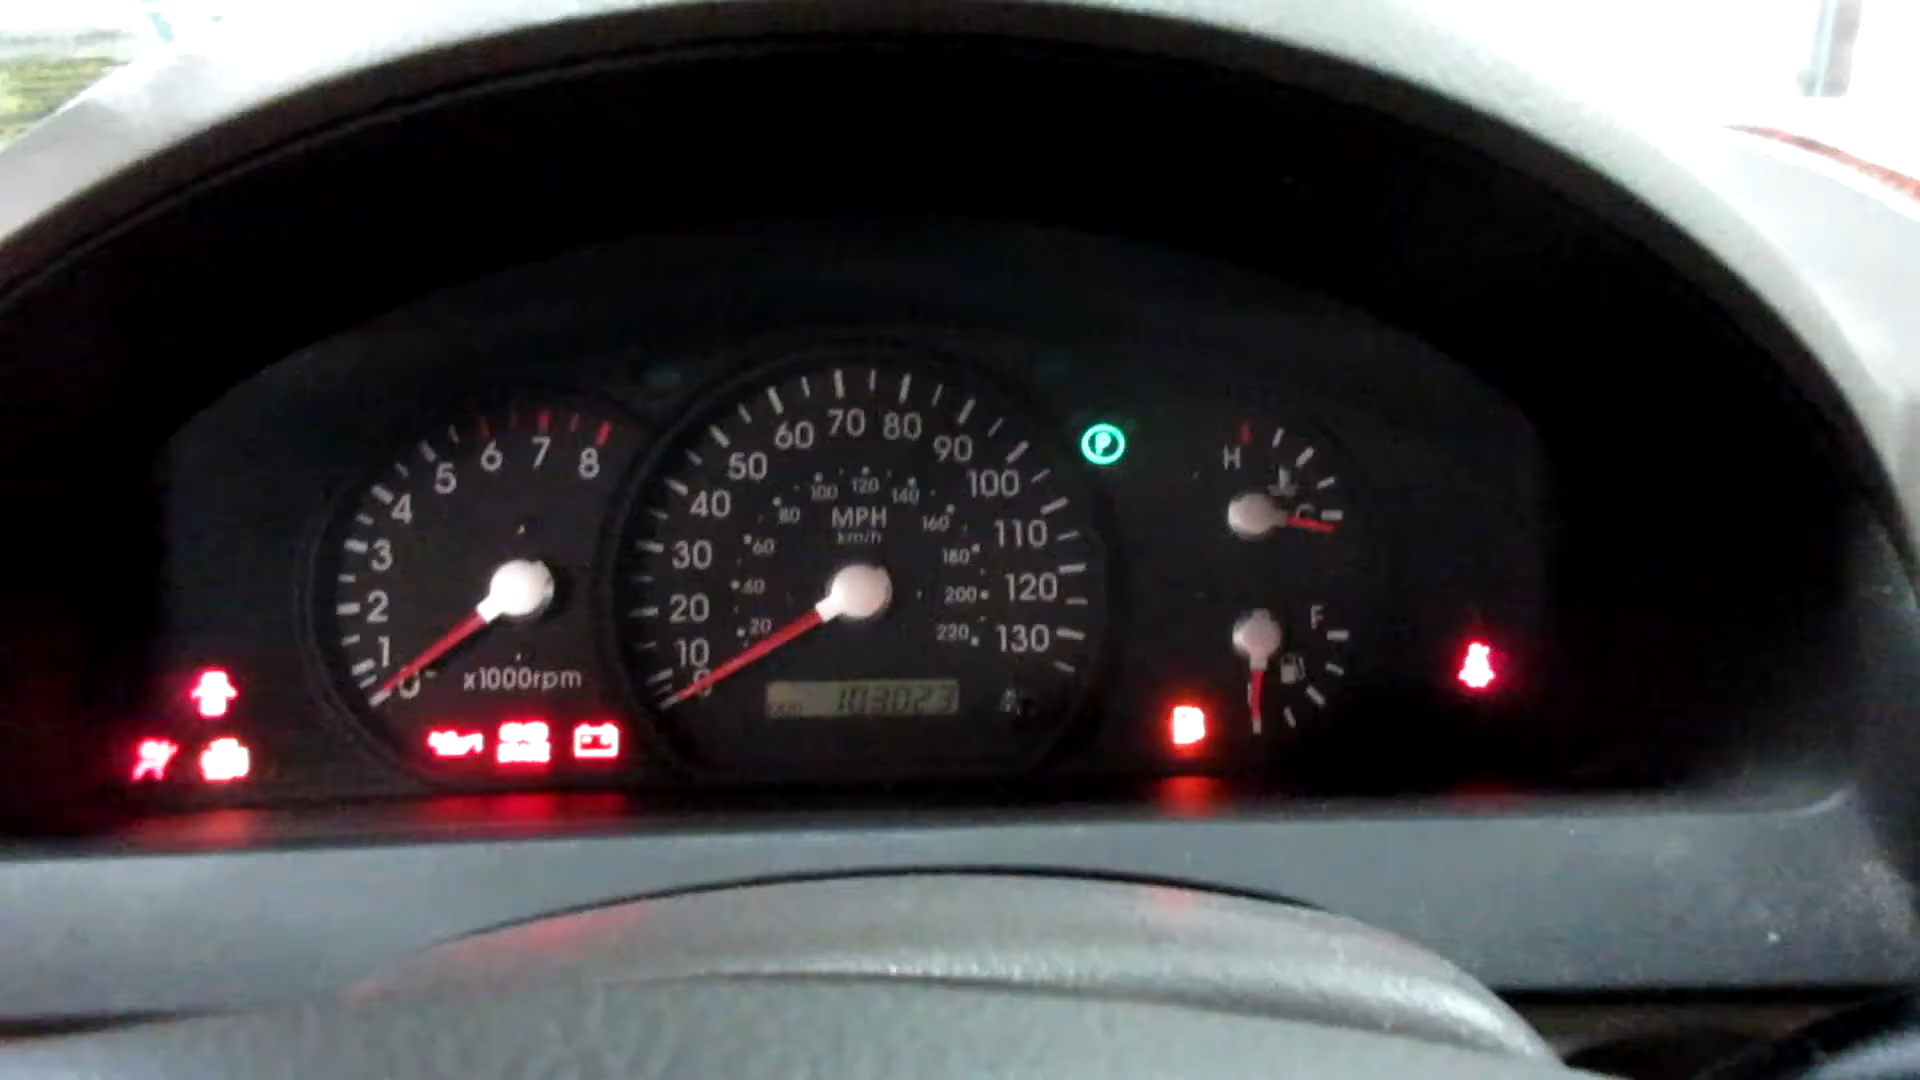 0 1 2 3 4 5 6 7 8
x1000rpm
0 10 20 30 40 50 60 70 80 90 100 110 120 130
20 40 60 80 100 120 140 160 180 200 220
MPH
km/h
103023
P
H
C
F